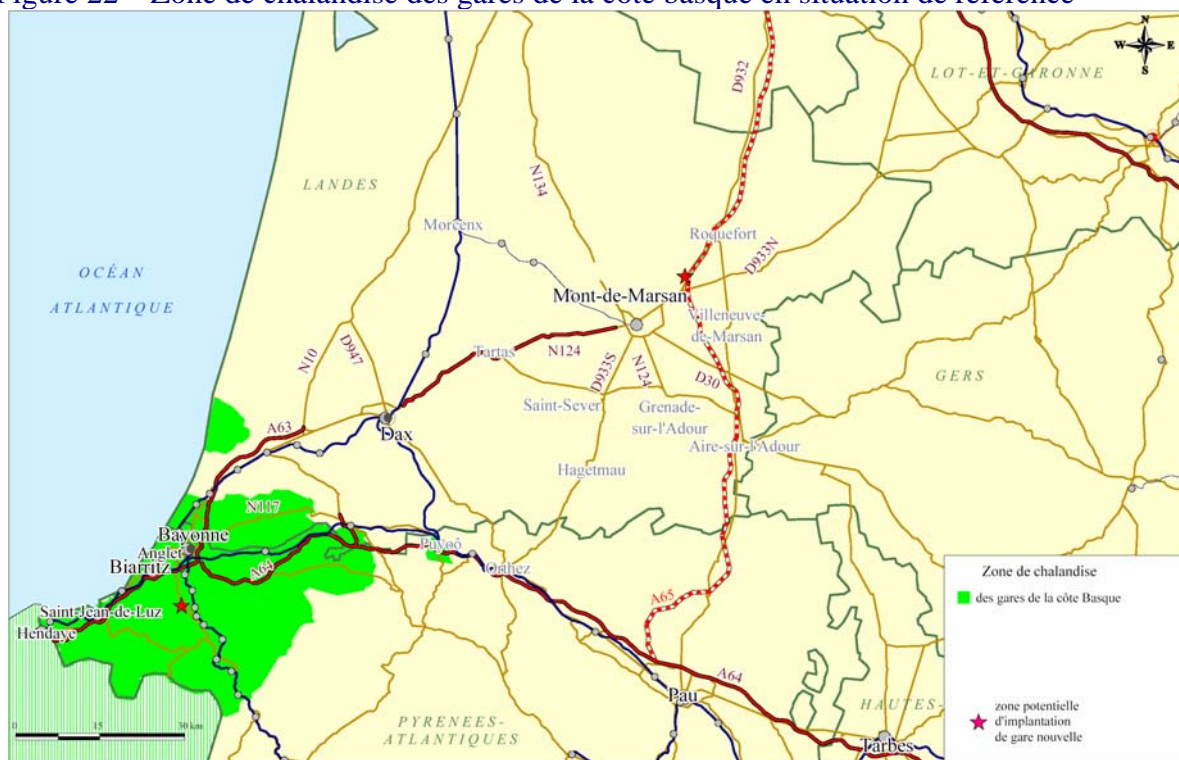 Figure 22 – Zone de chalandise des gares de la côte basque en situation de référence
N
W E
S
LOT-ET-GARONNE
D932
LANDES
N134
Morcenx
Roquefort
D933N
OCÉAN
ATLANTIQUE
Mont-de-Marsan
Villeneuve-
de-Marsan
N10
D947
Tartas
N124
D933S
N124
D30
GERS
Saint-Sever
Grenade-
sur-l'Adour
A63
Dax
Aire-sur-l'Adour
Hagetmau
N117
Bayonne
Anglet
Biarritz
A64
Puyoô
Orthez
Zone de chalandise
des gares de la côte Basque
Saint-Jean-de-Luz
Hendaye
A65
A64
Pau
0 15 30 km
PYRENEES-
ATLANTIQUES
HAUTES-
Tarbes
zone potentielle
d'implantation
de gare nouvelle